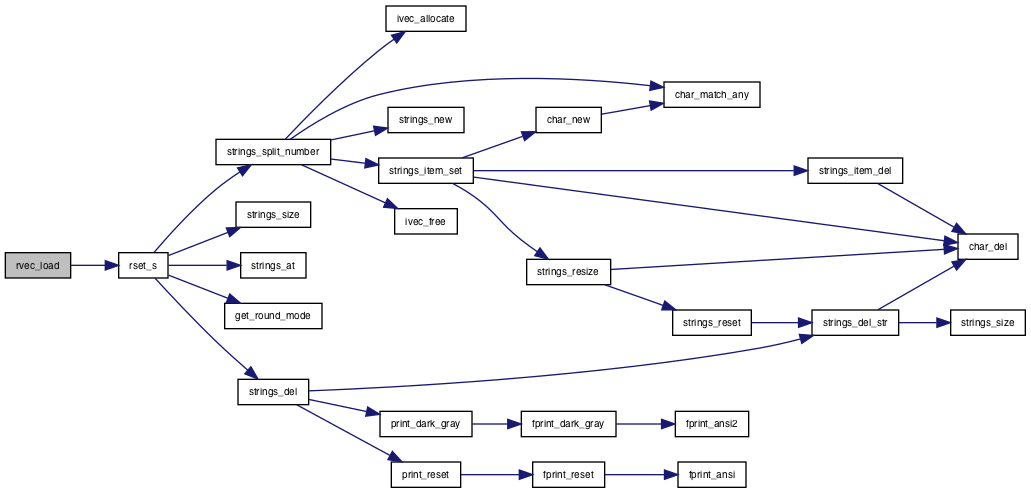 ivec_allocate
char_match_any
strings_new
char_new
strings_split_number
strings_item_set
strings_item_del
strings_size
ivec_free
char_del
rvec_load
rset_s
strings_at
strings_resize
get_round_mode
strings_reset
strings_del_str
strings_size
strings_del
print_dark_gray
fprint_dark_gray
fprint_ansi2
print_reset
fprint_reset
fprint_ansi